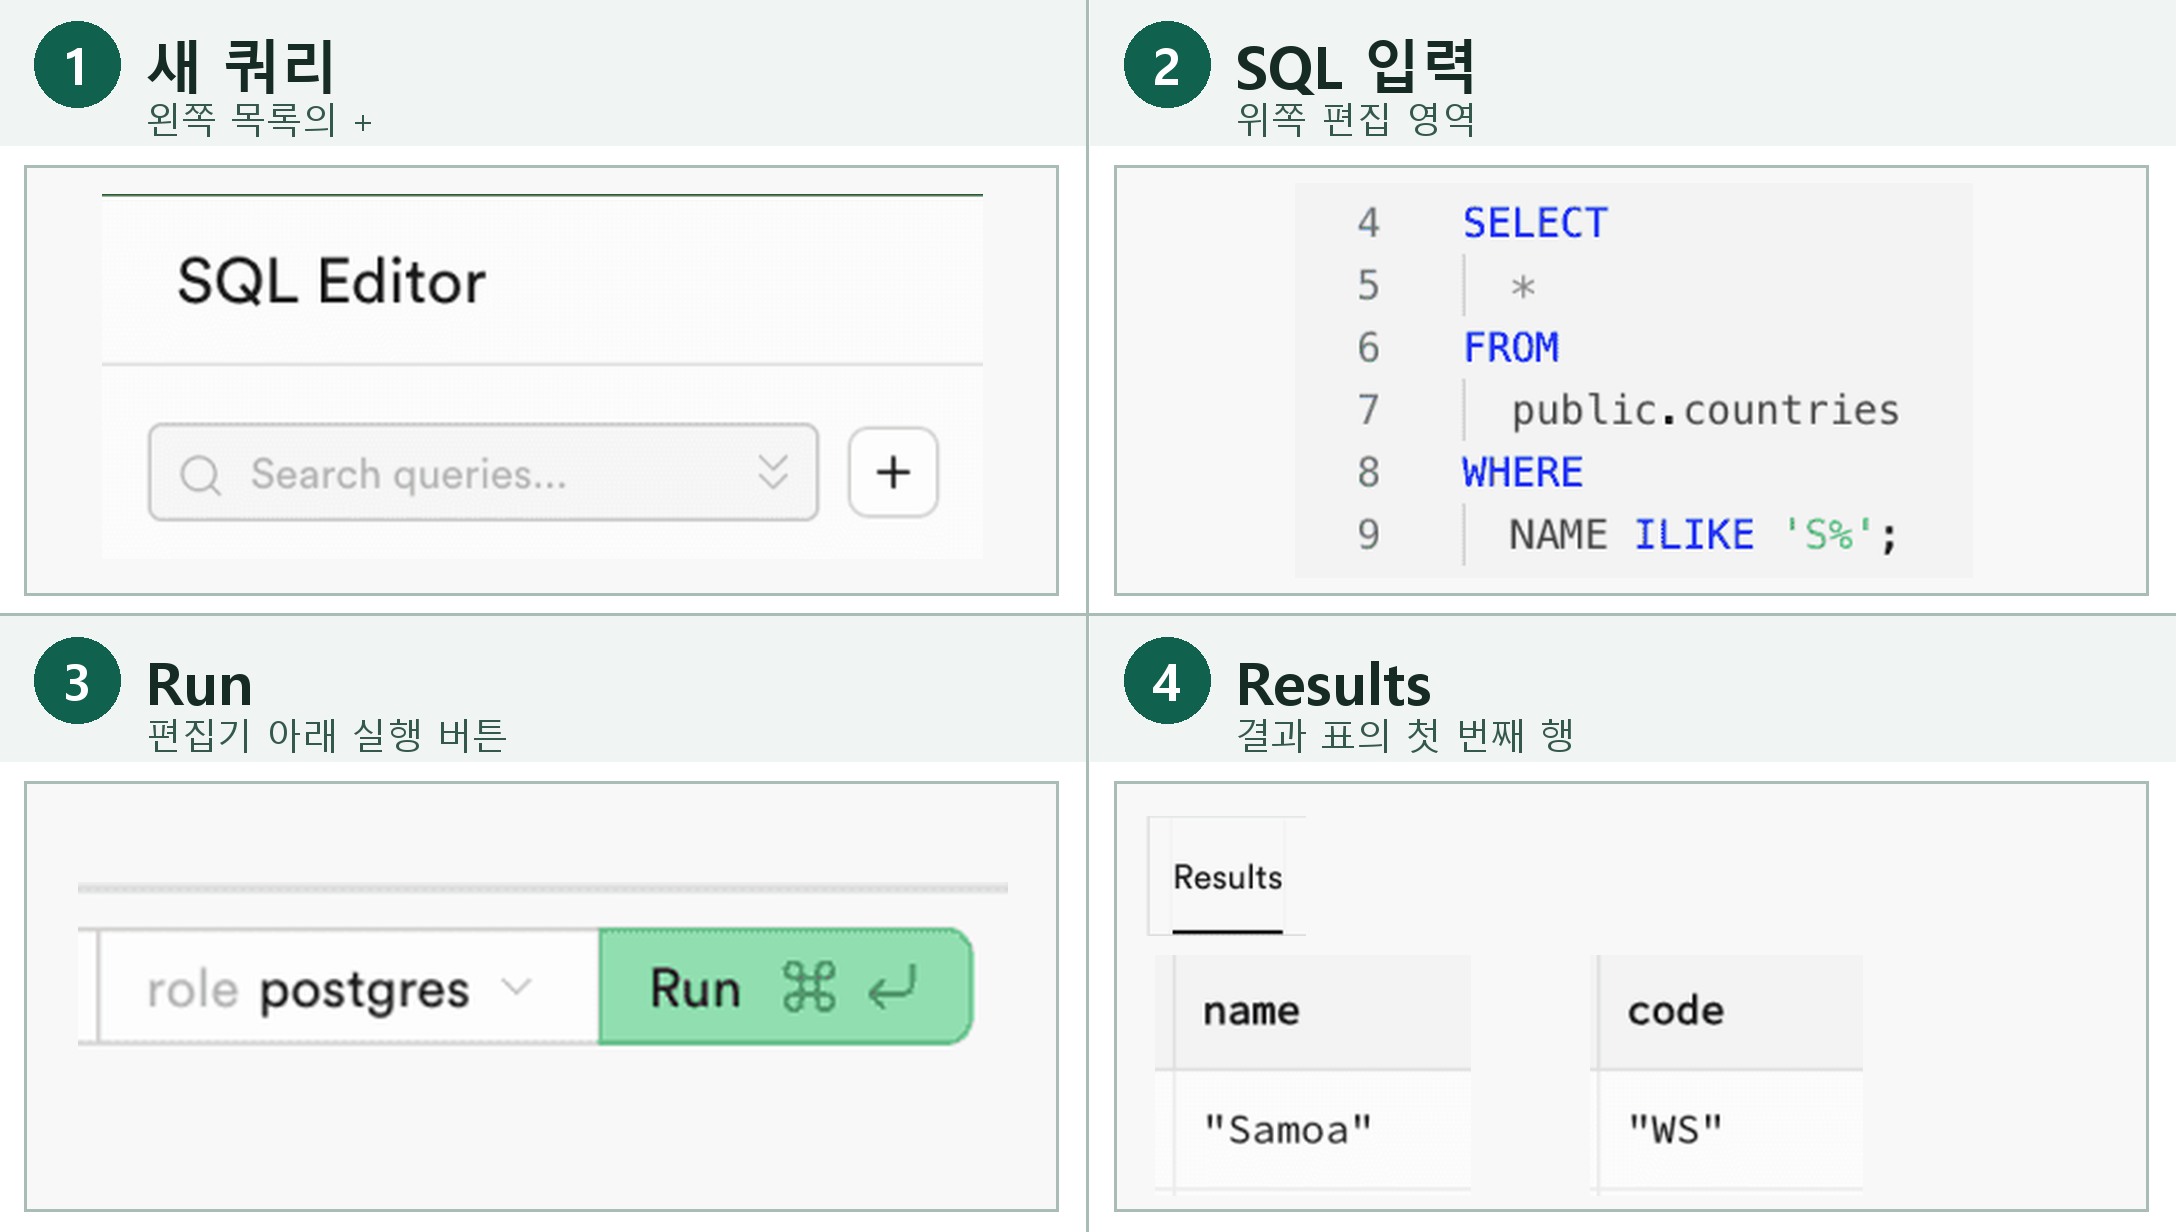 1 새 쿼리
왼쪽 목록의 +
SQL Editor
Search queries...
+
2 SQL 입력
위쪽 편집 영역
4 SELECT
5 *
6 FROM
7 public.countries
8 WHERE
9 NAME ILIKE 'S%';
3 Run
편집기 아래 실행 버튼
role postgres Run ⌘ ↵
4 Results
결과 표의 첫 번째 행
Results
name code
"Samoa" "WS"